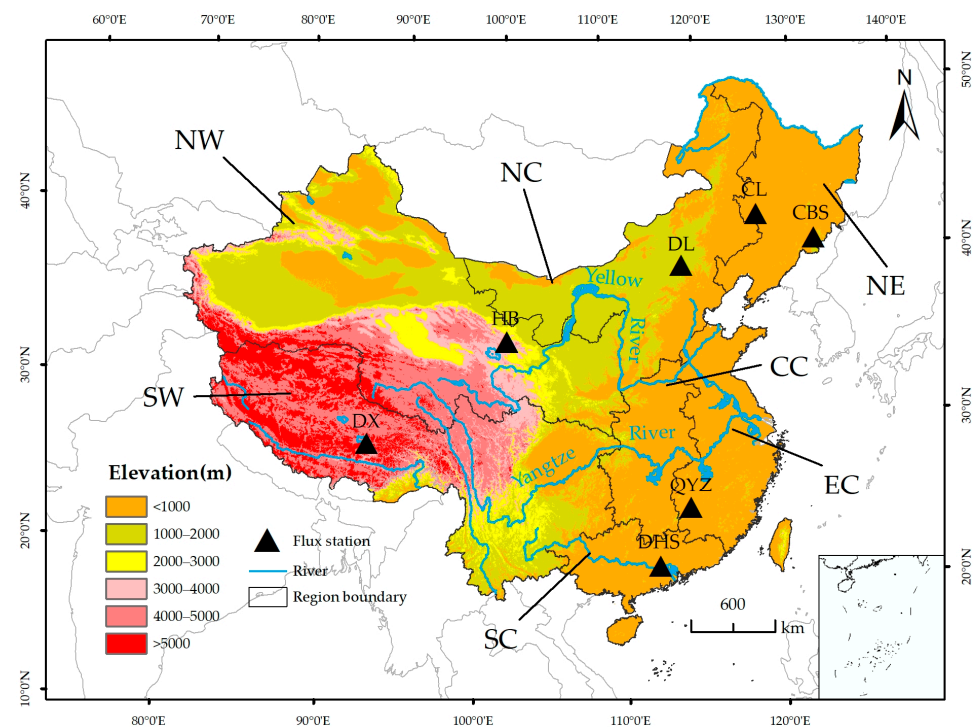 60°0'E 70°0'E 80°0'E 90°0'E 100°0'E 110°0'E 120°0'E 130°0'E 140°0'E
50°0'N
N
NW
NC
40°0'N
CL
CBS
40°0'N
DL
NE
Yellow
River
HB
30°0'N
CC
SW
30°0'N
DX
River
Yangtze
Elevation(m)
EC
QYZ
<1000
1000–2000
2000–3000
3000–4000
4000–5000
>5000
Flux station
River
Region boundary
20°0'N
DHS
20°0'N
600
km
SC
10°0'N
80°0'E 90°0'E 100°0'E 110°0'E 120°0'E